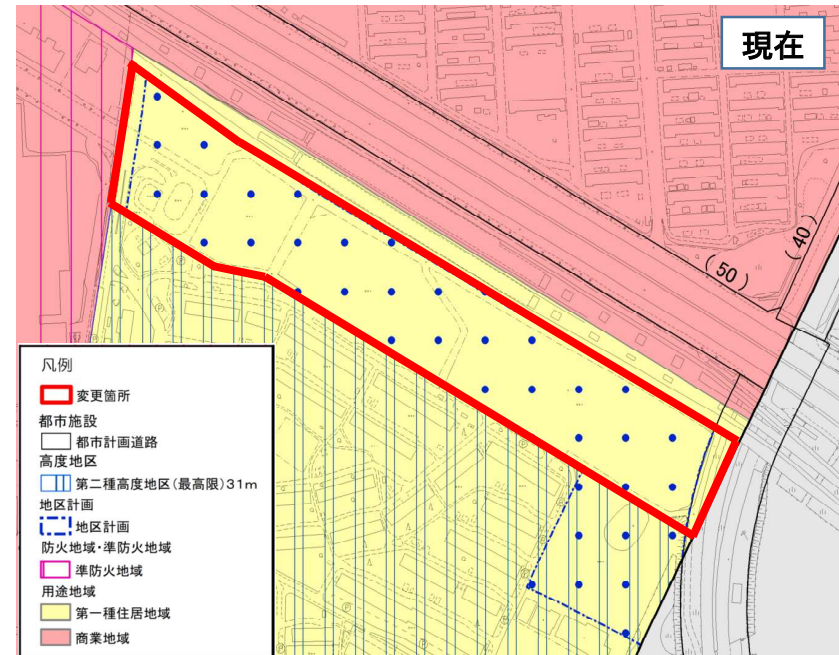 現在
(50)
(40)
凡例
変更箇所
都市施設
都市計画道路
高度地区
第二種高度地区(最高限)31m
地区計画
地区計画
防火地域・準防火地域
準防火地域
用途地域
第一種住居地域
商業地域